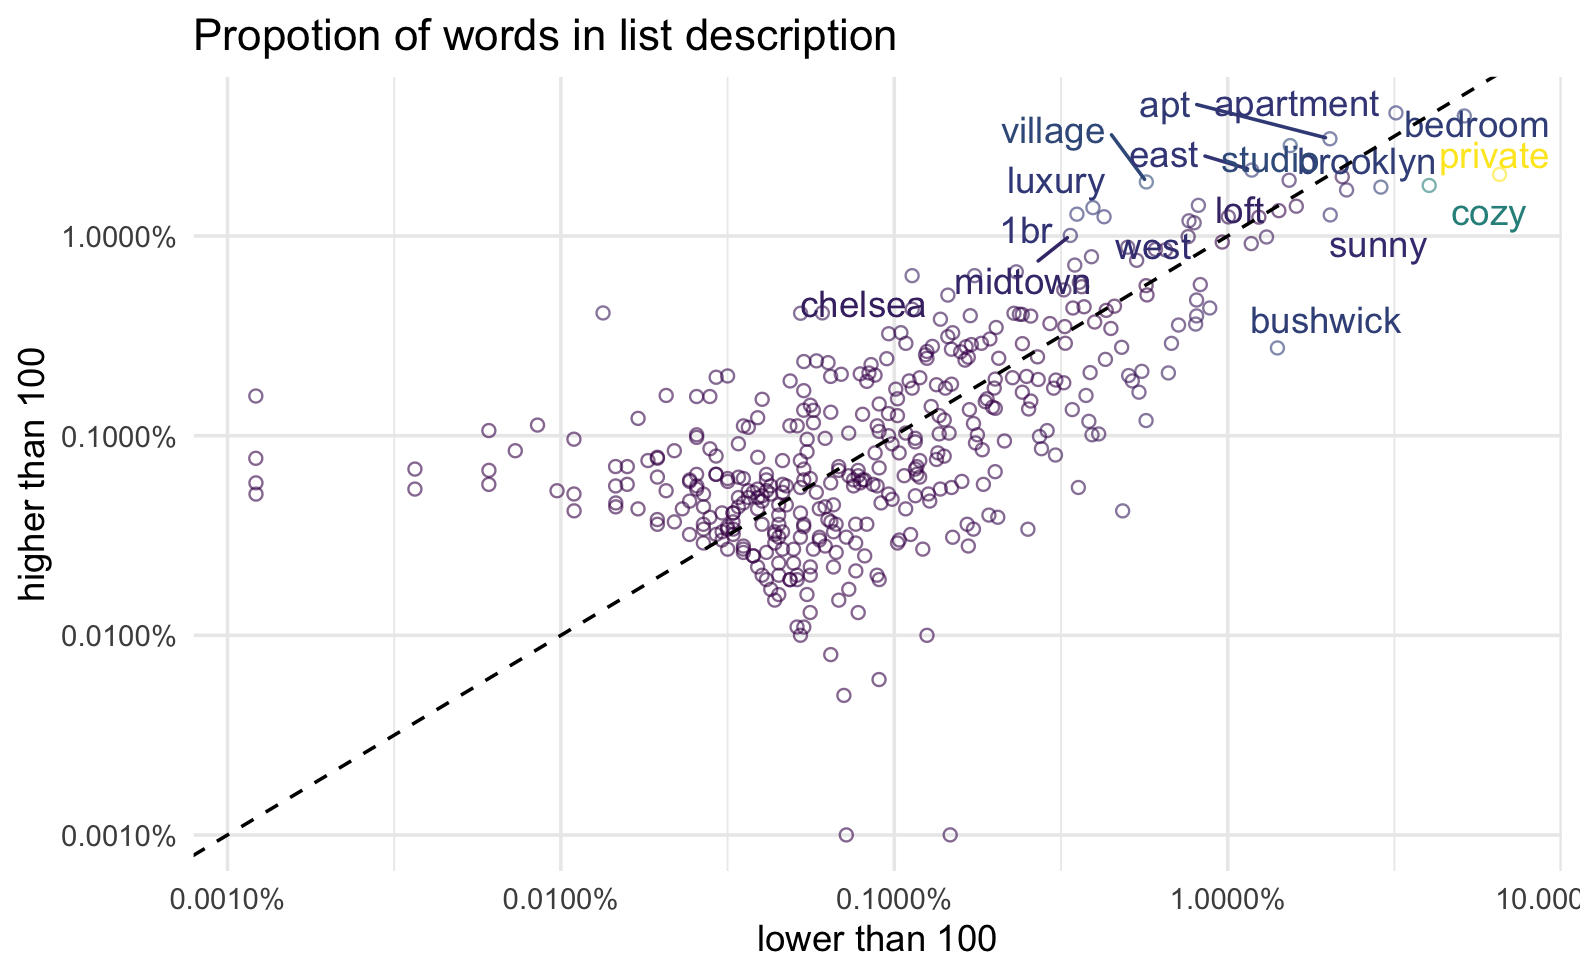 Propotion of words in list description
apt
apartment
village
bedroom
east
studio
brooklyn
private
luxury
loft
cozy
1br
west
sunny
midtown
chelsea
bushwick
1.0000%
0.1000%
0.0100%
0.0010%
higher than 100
0.0010%
0.0100%
0.1000%
1.0000%
10.000
lower than 100